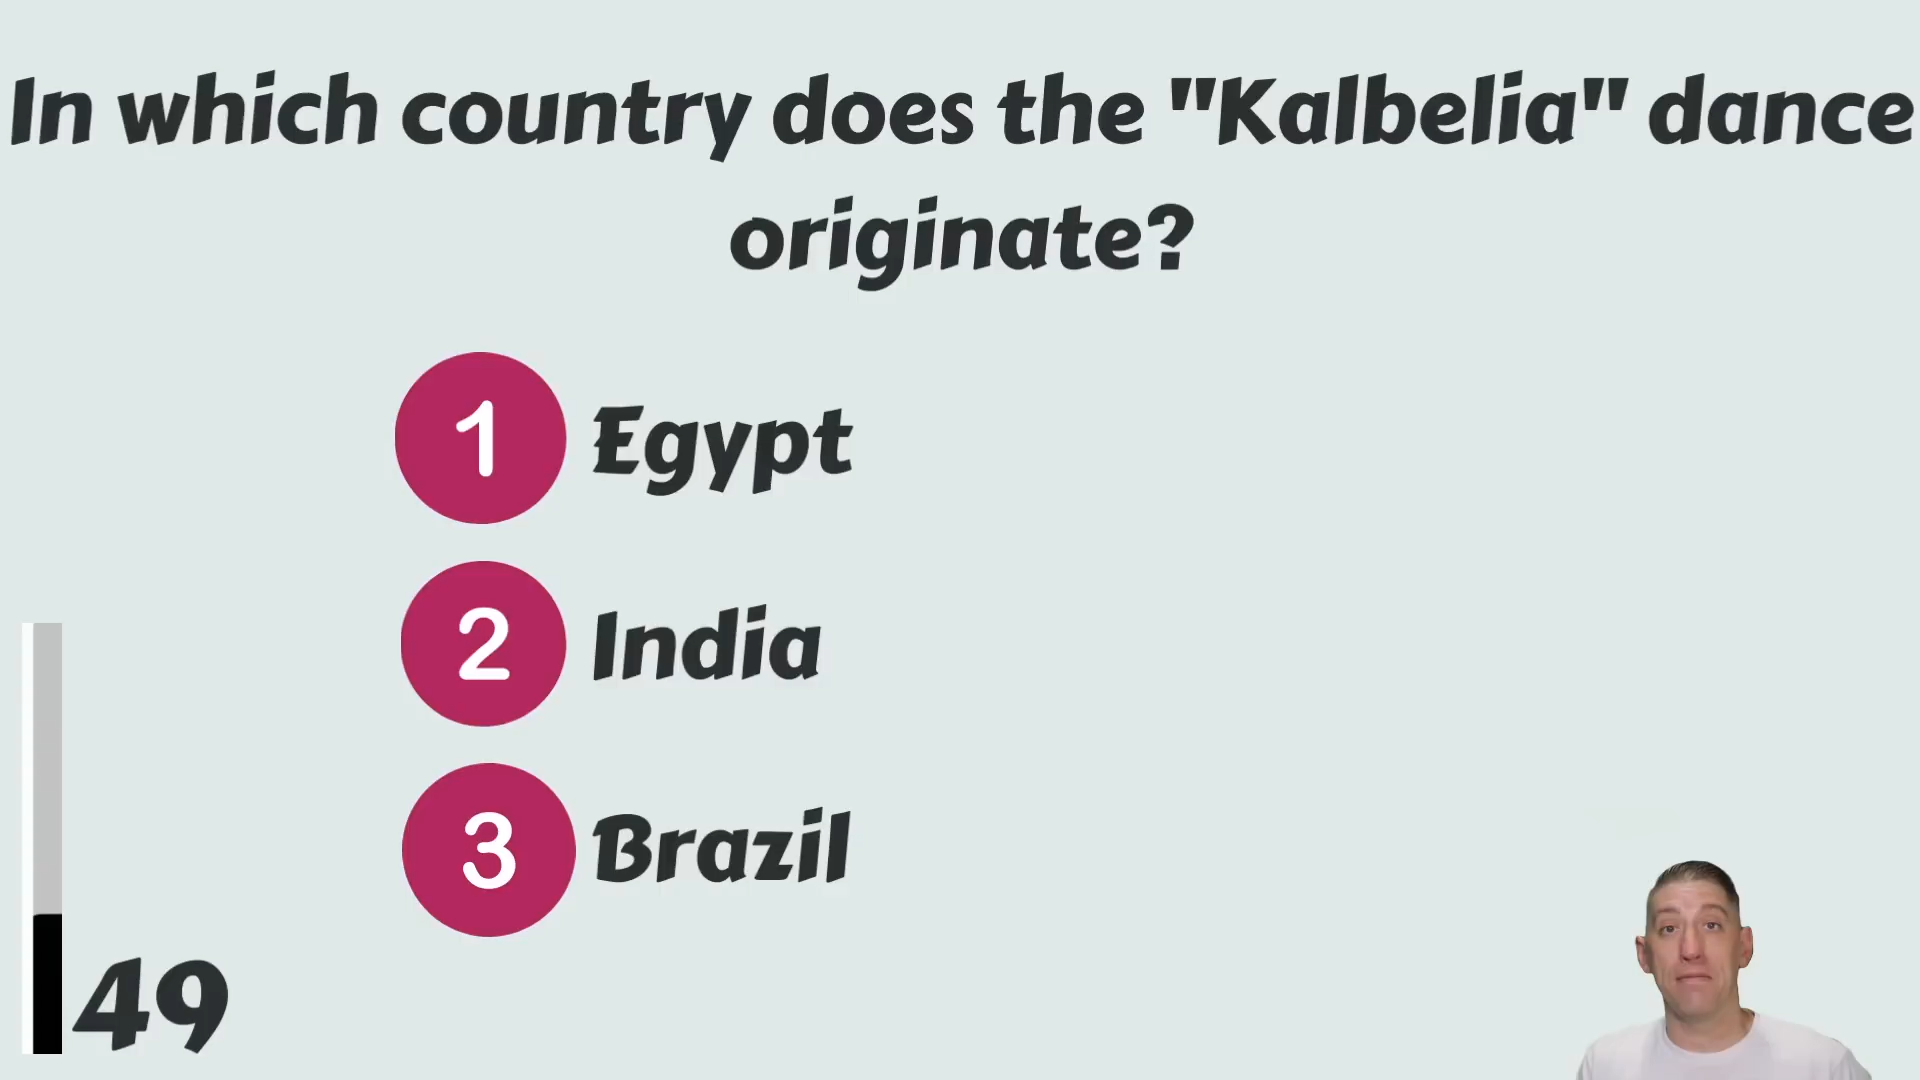 In which country does the "Kalbelia" dance
originate?
1 Egypt
2 India
3 Brazil
49